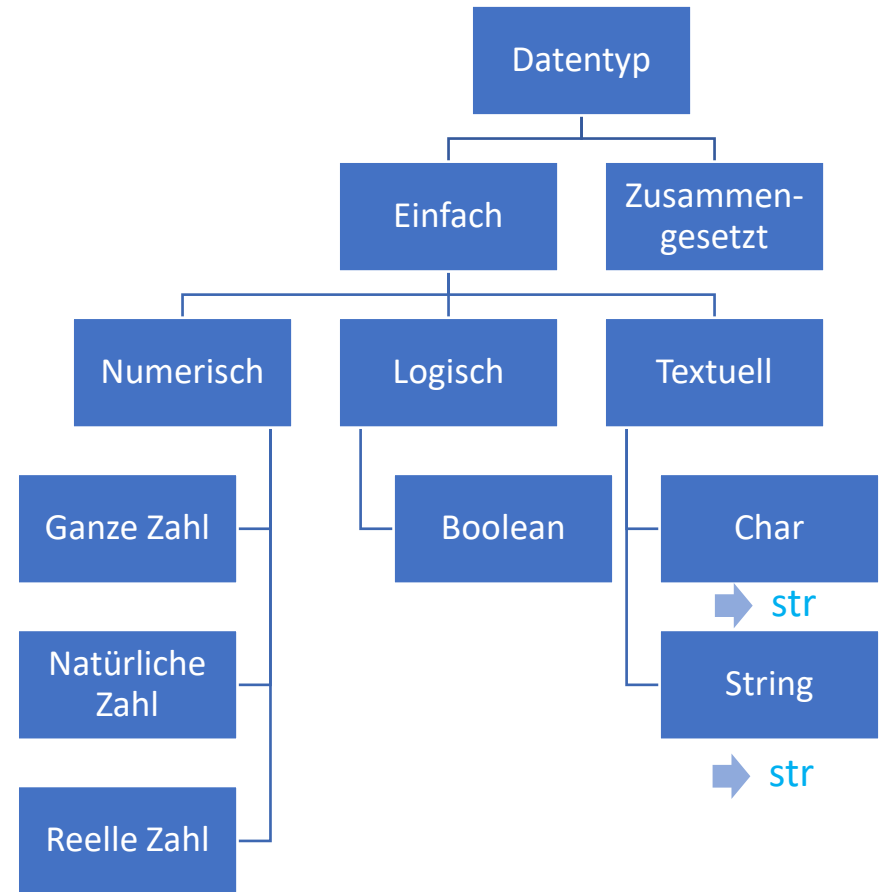 Datentyp
Einfach
Zusammen-
gesetzt
Numerisch
Logisch
Textuell
Ganze Zahl
Boolean
Char
str
Natürliche
Zahl
String
str
Reelle Zahl